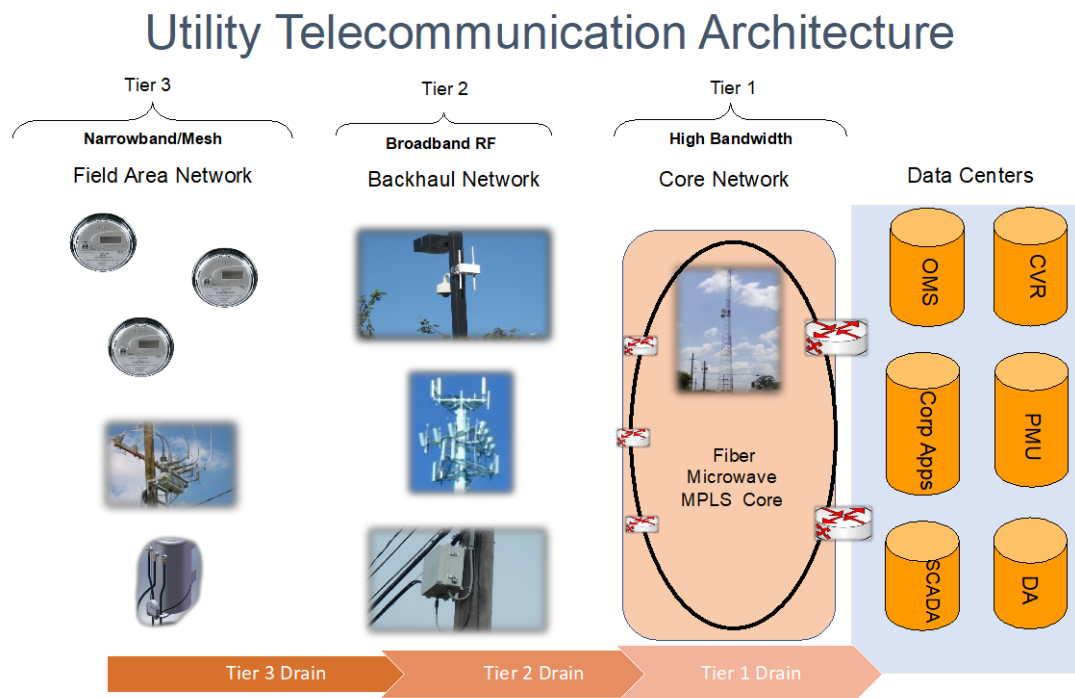 Utility Telecommunication Architecture
Tier 3
Tier 2
Tier 1
Narrowband/Mesh
Broadband RF
High Bandwidth
Field Area Network
Backhaul Network
Core Network
Data Centers
OMS
CVR
Corp Apps
PMU
Fiber
Microwave
MPLS Core
SCADA
DA
Tier 3 Drain
Tier 2 Drain
Tier 1 Drain